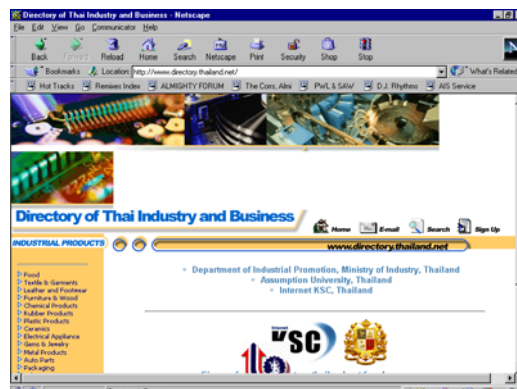 Directory of Thai Industry and Business - Netscape
File Edit View Go Communicator Help
Back Forward Reload Home Search Netscape Print Security Shop Stop
Bookmarks Location: http://www.directory.thailand.net/ What's Related
Hot Tracks Remixes Index ALMIGHTY FORUM The Cors, Almi PWL & SAW D.J. Rhythms AIS Service
Directory of Thai Industry and Business
Home E-mail Search Sign Up
INDUSTRIAL PRODUCTS www.directory.thailand.net
Department of Industrial Promotion, Ministry of Industry, Thailand
Assumption University, Thailand
Internet KSC, Thailand
Food
Textile & Garments
Leather and Footwear
Furniture & Wood
Chemical Products
Rubber Products
Plastic Products
Ceramics
Electrical Appliance
Gems & Jewelry
Metal Products
Auto Parts
Packaging
Internet
KSC